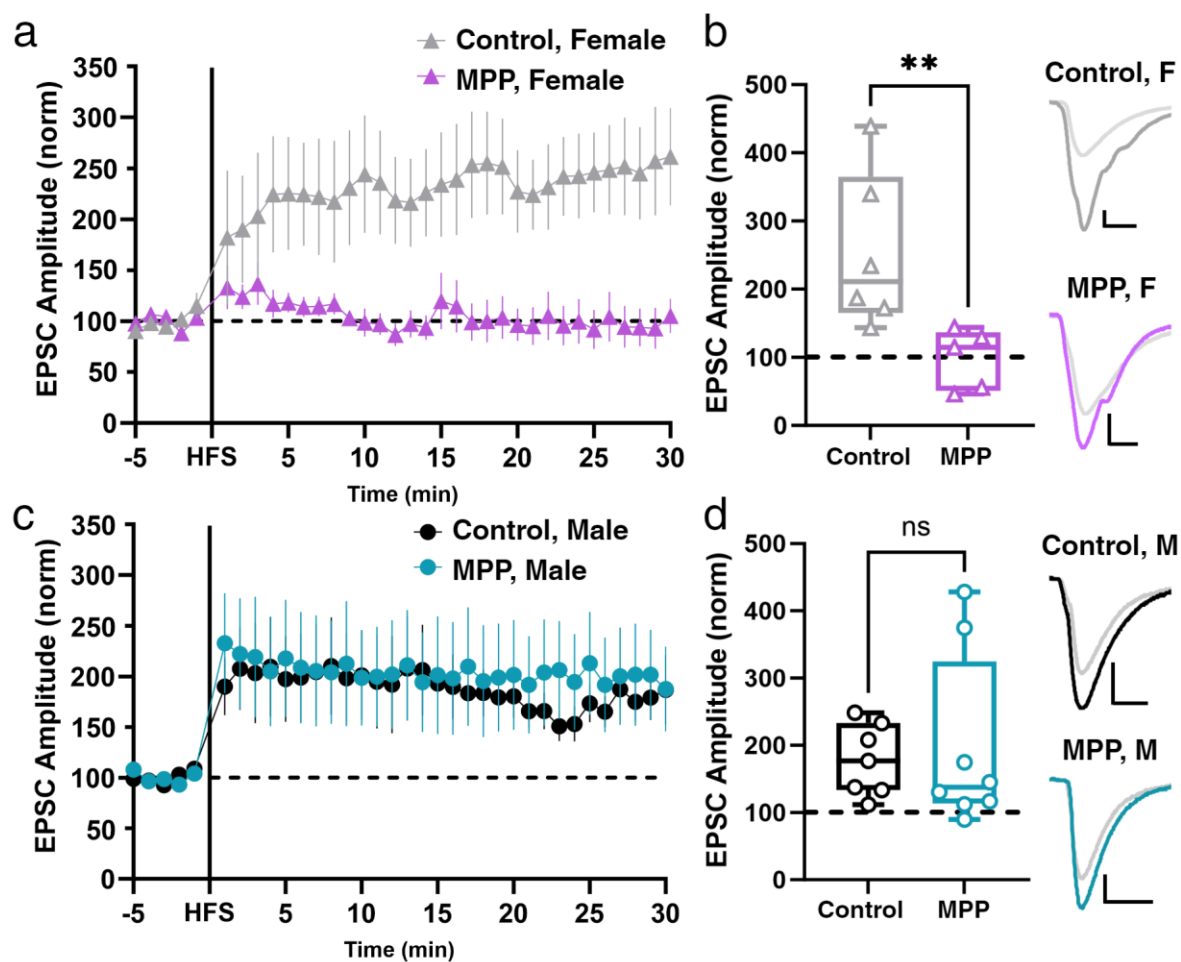 a
Control, Female
MPP, Female
EPSC Amplitude (norm)
350
300
250
200
150
100
50
0
-5
HFS
5
10
15
20
25
30
Time (min)
b
**
EPSC Amplitude (norm)
500
400
300
200
100
0
Control
MPP
Control, F
MPP, F
c
Control, Male
MPP, Male
EPSC Amplitude (norm)
350
300
250
200
150
100
50
0
-5
HFS
5
10
15
20
25
30
Time (min)
d
ns
EPSC Amplitude (norm)
500
400
300
200
100
0
Control
MPP
Control, M
MPP, M